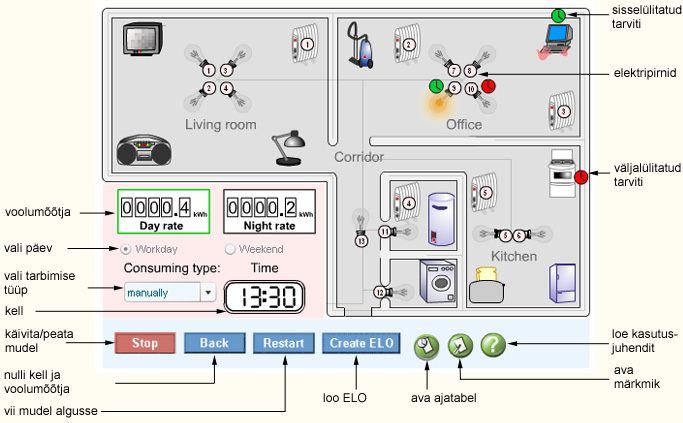 sisselülitatud
tarviti
1
2
1
3
2
4
7
8
9
10
elektripirnid
3
Living room
Office
Corridor
väljalülitatud
tarviti
voolumõõtja
0000.4 kWh
Day rate
0000.2 kWh
Night rate
4
5
11
13
5
6
Kitchen
12
vali päev
Workday
Weekend
vali tarbimise
tüüp
Consuming type:
Time
manually
13:30
kell
käivita/peata
mudel
Stop
Back
Restart
Create ELO
?
loe kasutus-
juhendit
nulli kell ja
voolumõõtja
vii mudel algusse
loo ELO
ava ajatabel
ava
märkmik